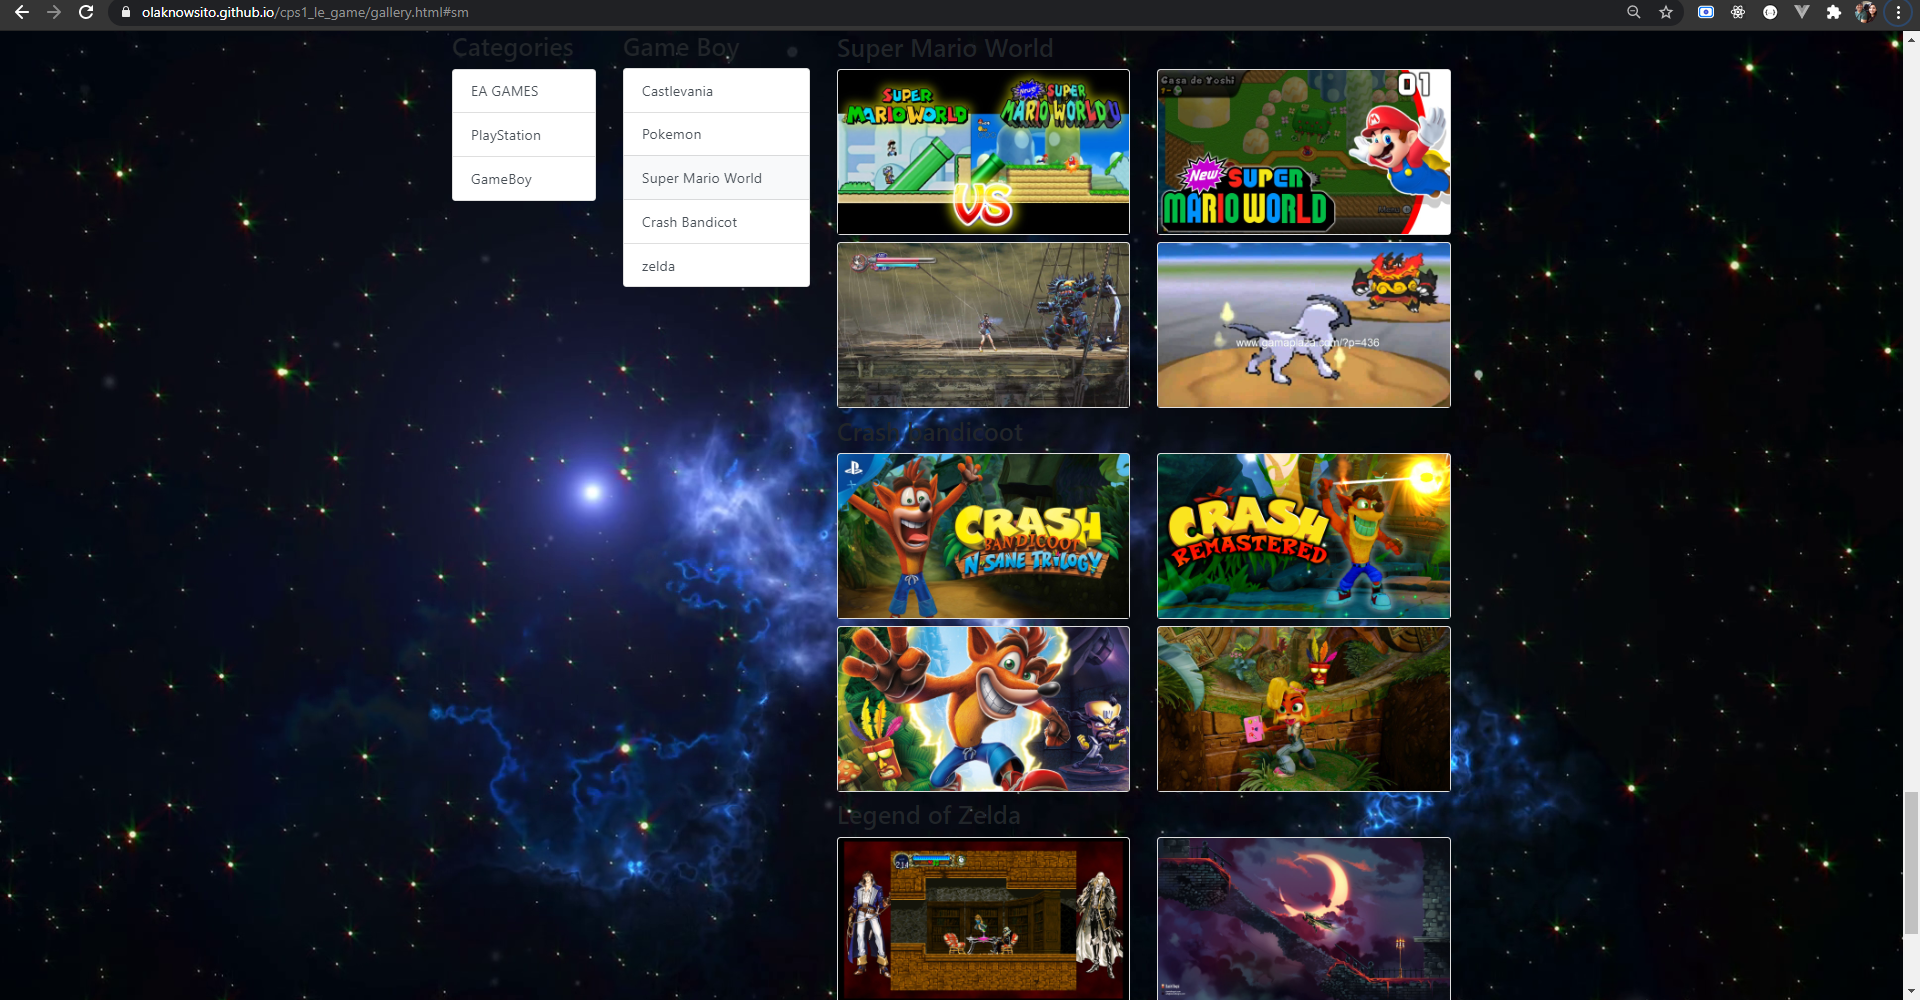 olaknowsito.github.io/cps1_le_game/gallery.html#sm
Categories
EA GAMES
PlayStation
GameBoy
Game Boy
Castlevania
Pokemon
Super Mario World
Crash Bandicot
zelda
Super Mario World
SUPER
MARIO WORLD
Newer SUPER
MARIO WORLD U
VS
Casa de Yoshi
01
New
SUPER
MARIO WORLD
www.gamaplaza.com/?p=436
Crash bandicoot
CRASH
BANDICOOT
N. SANE TRILOGY
CRASH
REMASTERED
Legend of Zelda
214